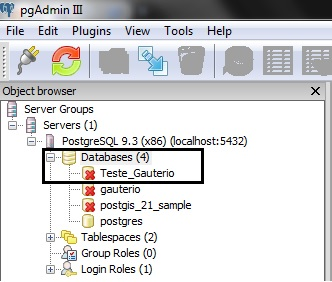 pgAdmin III
File Edit Plugins View Tools Help
Object browser
Server Groups
Servers (1)
PostgreSQL 9.3 (x86) (localhost:5432)
Databases (4)
Teste_Gauterio
gauterio
postgis_21_sample
postgres
Tablespaces (2)
Group Roles (0)
Login Roles (1)